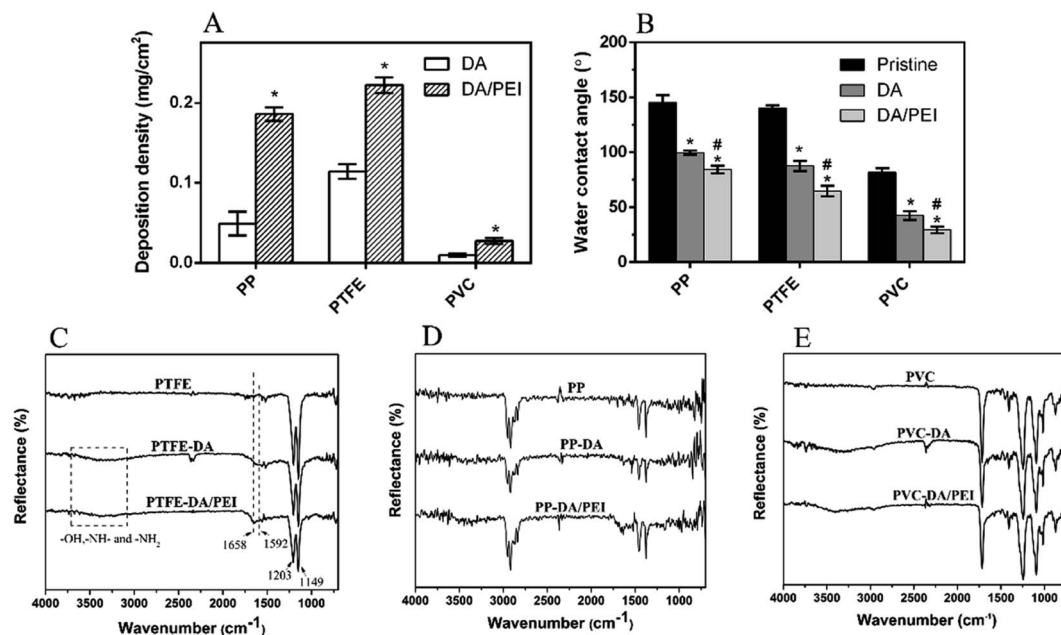 A
Deposition density (mg/cm²)
0.2
0.1
0.0
DA
DA/PEI
*
*
*
PP
PTFE
PVC
B
Water contact angle (°)
200
150
100
50
0
Pristine
DA
DA/PEI
*
#
*
*
#
*
*
#
*
PP
PTFE
PVC
C
Reflectance (%)
PTFE
PTFE-DA
PTFE-DA/PEI
-OH,-NH- and -NH₂
1658
1592
1203
1149
4000 3500 3000 2500 2000 1500 1000
Wavenumber (cm⁻¹)
D
Reflectance (%)
PP
PP-DA
PP-DA/PEI
4000 3500 3000 2500 2000 1500 1000
Wavenumber (cm⁻¹)
E
Reflectance (%)
PVC
PVC-DA
PVC-DA/PEI
4000 3500 3000 2500 2000 1500 1000
Wavenumber (cm⁻¹)